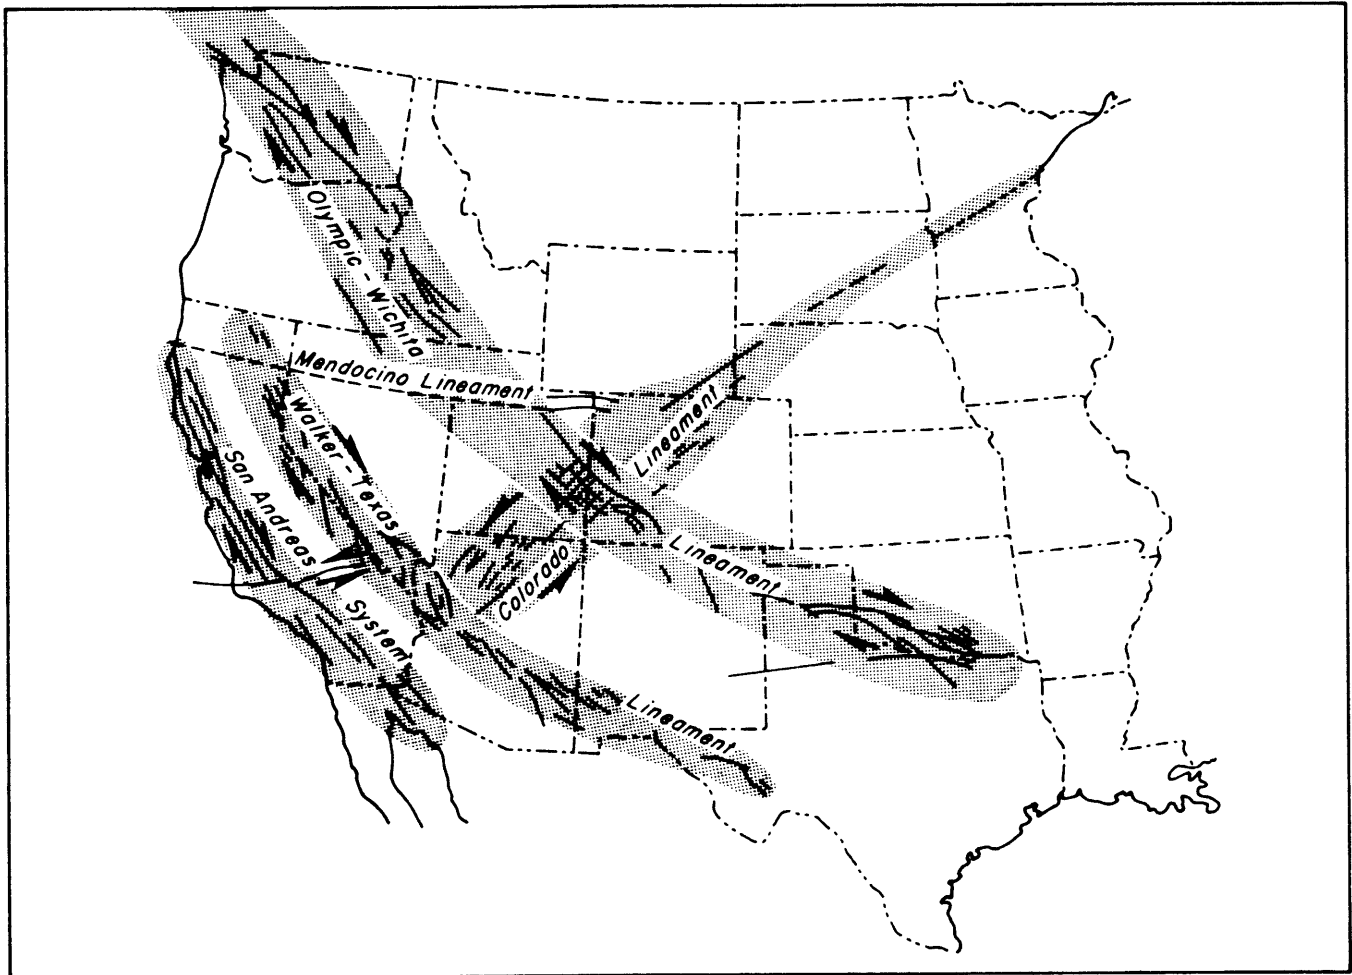 Olympic - Wichita
Lineament
Mendocino Lineament
Walker - Texas
Lineament
San Andreas
System
Colorado
Lineament